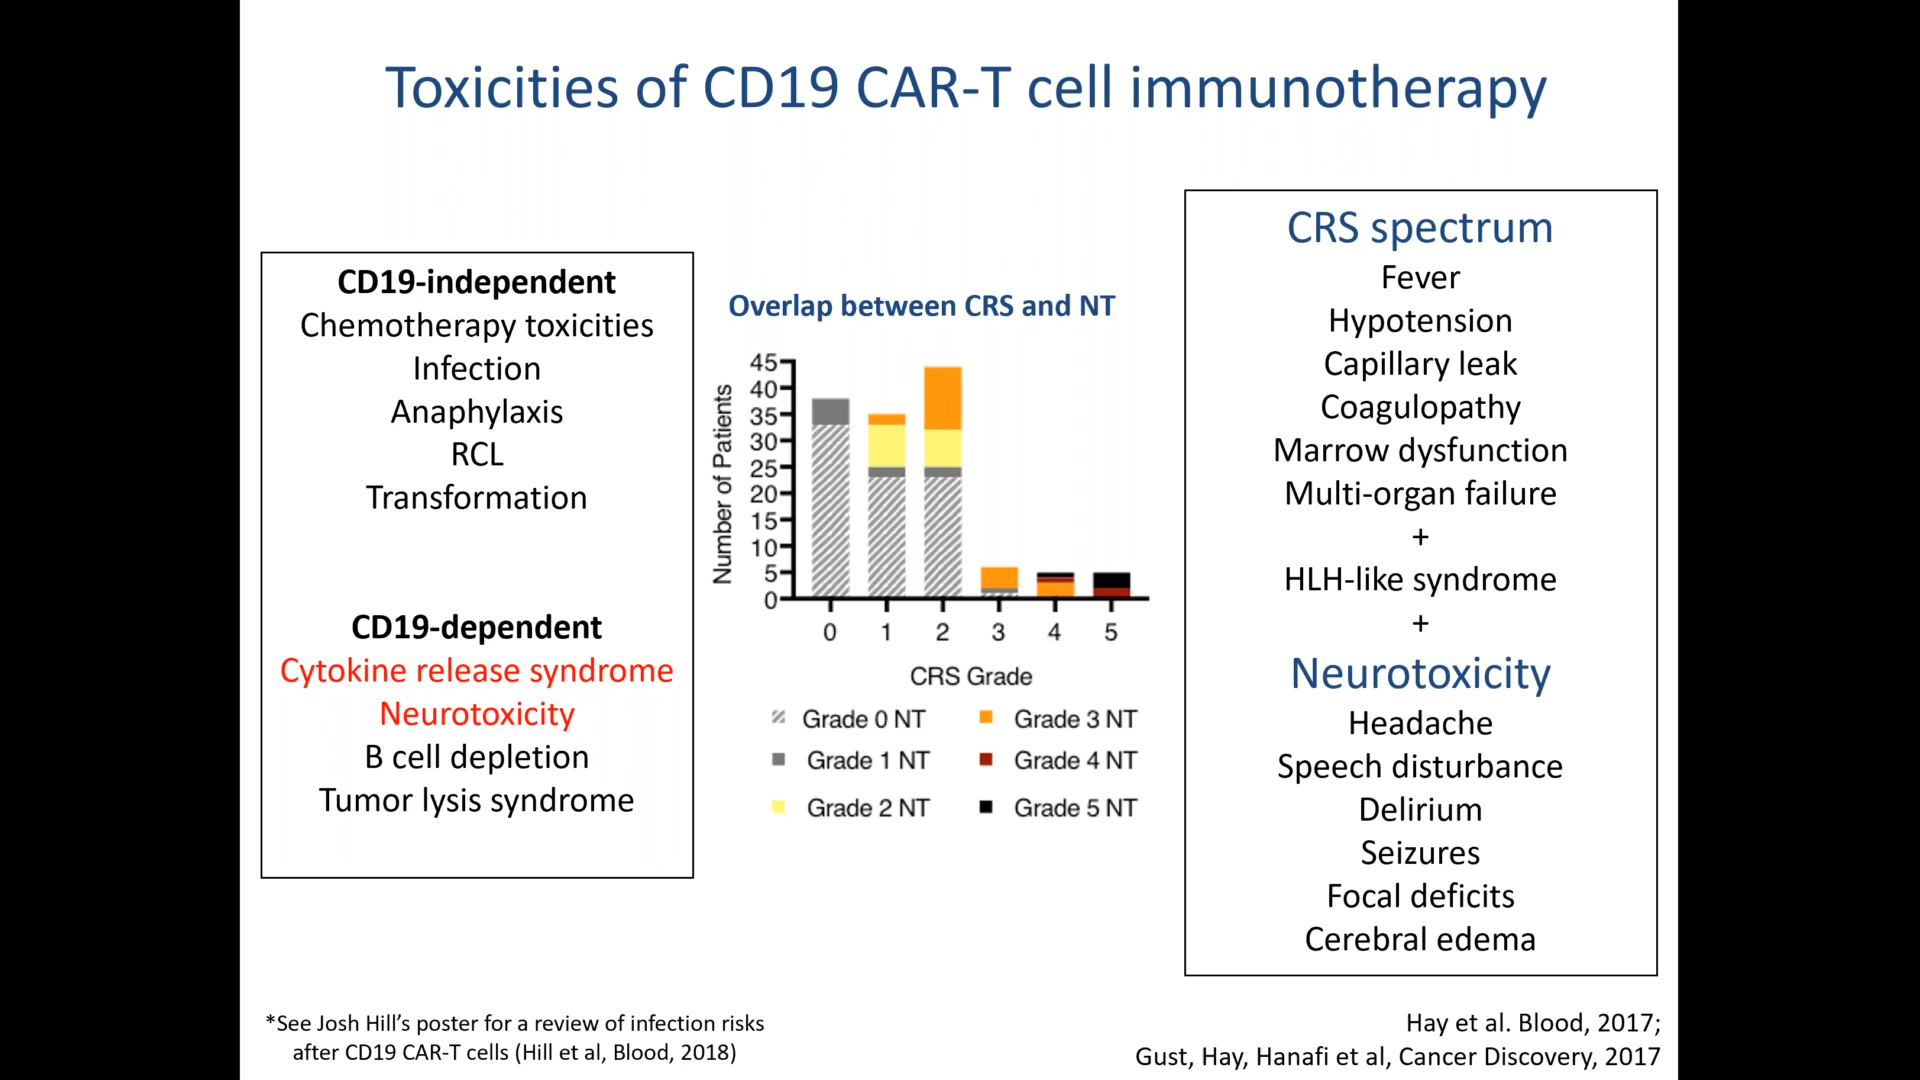 Toxicities of CD19 CAR-T cell immunotherapy
CD19-independent
Chemotherapy toxicities
Infection
Anaphylaxis
RCL
Transformation
CD19-dependent
Cytokine release syndrome
Neurotoxicity
B cell depletion
Tumor lysis syndrome
Overlap between CRS and NT
Number of Patients
45
40
35
30
25
20
15
10
5
0
0 1 2 3 4 5
CRS Grade
Grade 0 NT
Grade 1 NT
Grade 2 NT
Grade 3 NT
Grade 4 NT
Grade 5 NT
CRS spectrum
Fever
Hypotension
Capillary leak
Coagulopathy
Marrow dysfunction
Multi-organ failure
+
HLH-like syndrome
+
Neurotoxicity
Headache
Speech disturbance
Delirium
Seizures
Focal deficits
Cerebral edema
*See Josh Hill’s poster for a review of infection risks
after CD19 CAR-T cells (Hill et al, Blood, 2018)
Hay et al. Blood, 2017;
Gust, Hay, Hanafi et al, Cancer Discovery, 2017